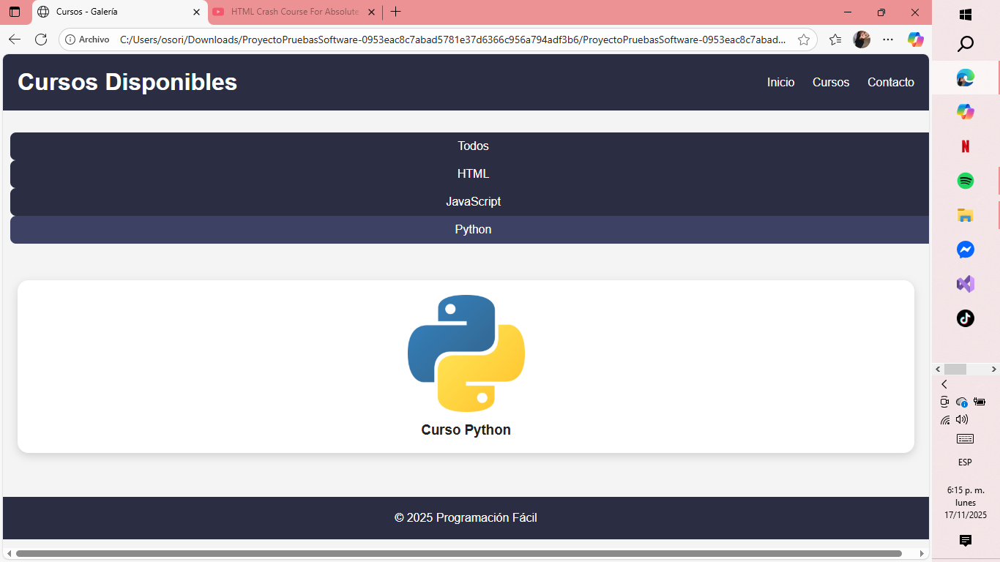 Cursos - Galería
HTML Crash Course For Absolute
Archivo
C:/Users/osori/Downloads/ProyectoPruebasSoftware-0953eac8c7abad5781e37d6366c956a794adf3b6/ProyectoPruebasSoftware-0953eac8c7abad...
Cursos Disponibles
Inicio
Cursos
Contacto
Todos
HTML
JavaScript
Python
Curso Python
© 2025 Programación Fácil
N
ESP
6:15 p. m.
lunes
17/11/2025